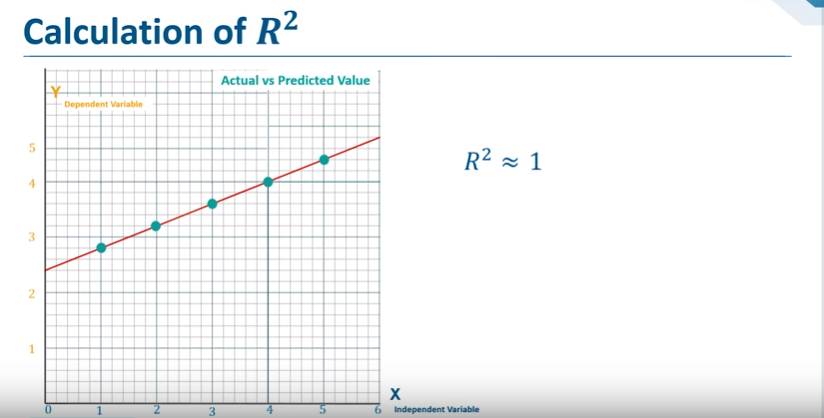 Calculation of R²
Actual vs Predicted Value
Y
Dependent Variable
R² ≈ 1
5
4
3
2
1
0 1 2 3 4 5 6
X
Independent Variable